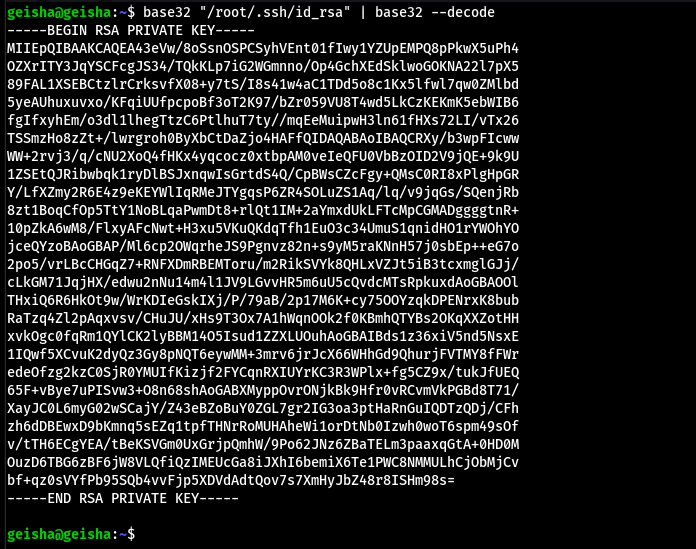 geisha@geisha:~$ base32 "/root/.ssh/id_rsa" | base32 --decode
-----BEGIN RSA PRIVATE KEY-----
MIIEpQIBAAKCAQEA43eVw/8oSsnOSPCSyhVEnt01fIwy1YZUpEMPQ8pPkwX5uPh4
OZXrITY3JqYSCFcgJS34/TQkKLp7iG2WGmnno/Op4GchXEdSklwoGOKNA22l7pX5
89FAL1XSEBCtzlrCrksvfX08+y7tS/I8s41w4aC1TDd5o8c1Kx5lfwl7qw0ZMlbd
5yeAUhuxuvxo/KFqiUUfpcpoBf3oT2K97/bZr059VU8T4wd5LkCzKEKmK5ebWIB6
fgIfxyhEm/o3dl1lhegTtzC6PtlhuT7ty//mqEeMuipwH3ln61fHXs72LI/vTx26
TSSmzHo8zZt+/lwrgroh0ByXbCtDaZjo4HAFfQIDAQABAoIBAQCRXy/b3wpFIcww
WW+2rvj3/q/cNU2XoQ4fHKx4yqcocz0xtbpAM0veIeQFU0VbBzOID2V9jQE+9k9U
1ZSEtQJRibwbqk1ryDlBSJxnqwIsGrtdS4Q/CpBWsCZcFgy+QMsC0RI8xPlgHpGR
Y/LfXZmy2R6E4z9eKEYWlIqRMeJTYgqsP6ZR4SOLuZS1Aq/lq/v9jqGs/SQenjRb
8zt1BoqCfOp5TtY1NoBLqaPwmDt8+rlQt1IM+2aYmxdUkLFTcMpCGMADggggtnR+
10pZkA6wM8/FlxyAFcNwt+H3xu5VKuQKdqTfh1EuO3c34UmuS1qnidHO1rYWOhYO
jceQYzoBAoGBAP/Ml6cp2OWqrheJS9Pgnvz82n+s9yM5raKNnH57j0sbEp++eG7o
2po5/vrLBcCHGqZ7+RNFXDmRBEMToru/m2RikSVYk8QHLxVZJt5iB3tcxmglGJj/
cLkGM71JqjHX/edwu2nNu14m4l1JV9LGvvHR5m6uU5cQvdcMTsRpkuxdAoGBAOOl
THxiQ6R6HkOt9w/WrKDIeGskIXj/P/79aB/2p17M6K+cy75OOYzqkDPENrxK8bub
RaTzq4Zl2pAqxvsv/CHuJU/xHs9T3Ox7A1hWqnOOk2f0KBmhQTYBs2OKqXXZotHH
xvkOgc0fqRm1QYlCK2lyBBM14O5Isud1ZZXLUOuhAoGBAIBds1z36xiV5nd5NsxE
1IQwf5XCvuK2dyQz3Gy8pNQT6eywMM+3mrv6jrJcX66WHhGd9QhurjFVTMY8fFWr
edeOfzg2kzC0SjR0YMUIfKizjf2FYCqnRXIUYrKC3R3WPlx+fg5CZ9x/tukJfUEQ
65F+vBye7uPISvw3+O8n68shAoGABXMyppOvrONjkBk9Hfr0vRCvmVkPGBd8T71/
XayJC0L6myG02wSCajY/Z43eBZoBuY0ZGL7gr2IG3oa3ptHaRnGuIQDTzQDj/CFh
zh6dDBEwxD9bKmnq5sEZq1tpfTHNrRoMUHAheWi1orDtNb0Izwh0woT6spm49sOf
v/tTH6ECgYEA/tBeKSVGm0UxGrjpQmhW/9Po62JNz6ZBaTELm3paaxqGtA+0HD0M
OuzD6TBG6zBF6jW8VLQfiQzIMEUcGa8iJXhI6bemiX6Te1PWC8NMMULhCjObMjCv
bf+qz0sVYfPb95SQb4vvFjp5XDVdAdtQov7s7XmHyJbZ48r8ISHm98s=
-----END RSA PRIVATE KEY-----
geisha@geisha:~$